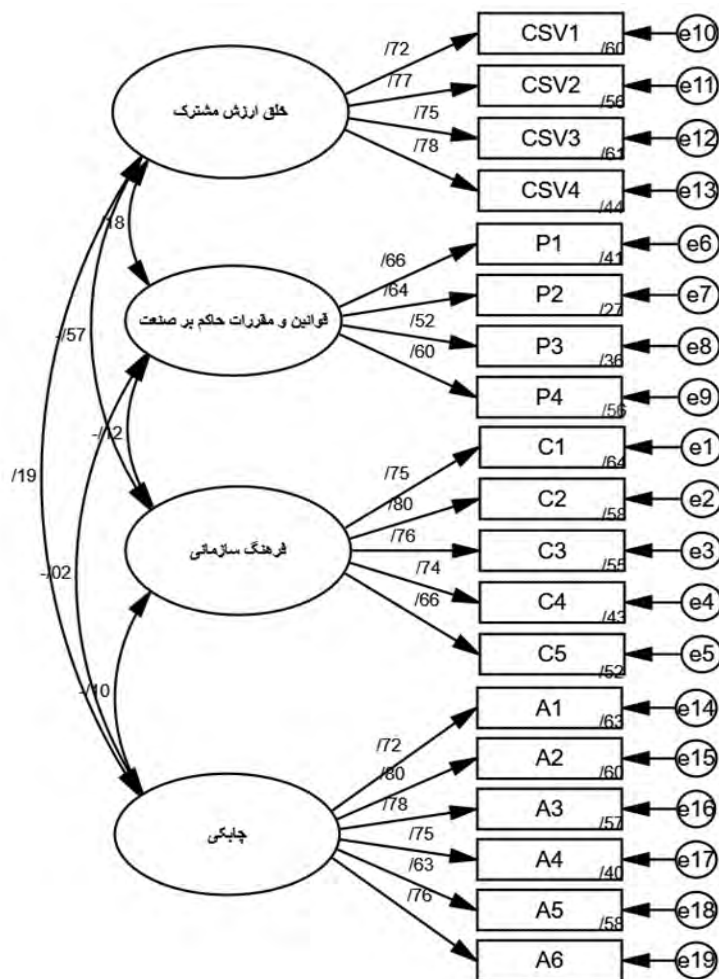 /72 CSV1 /60 e10
/77 CSV2 /56 e11
خلق ارزش مشترک
/75 CSV3 /61 e12
/78 CSV4 /44 e13
/18
/66 P1 /41 e6
/64 P2 /27 e7
قوانین و مقررات حاکم بر صنعت
/52 P3 /36 e8
-/57
/60 P4 /56 e9
-/12
/75 C1 /64 e1
/19
/80 C2 /58 e2
فرهنگ سازمانی
/76 C3 /55 e3
/74 C4 /43 e4
-/02
/66 C5 /52 e5
-/10
/72 A1 /63 e14
/80 A2 /60 e15
/78 A3 /57 e16
چابکی
/75 A4 /40 e17
/63 A5 /58 e18
/76 A6 e19